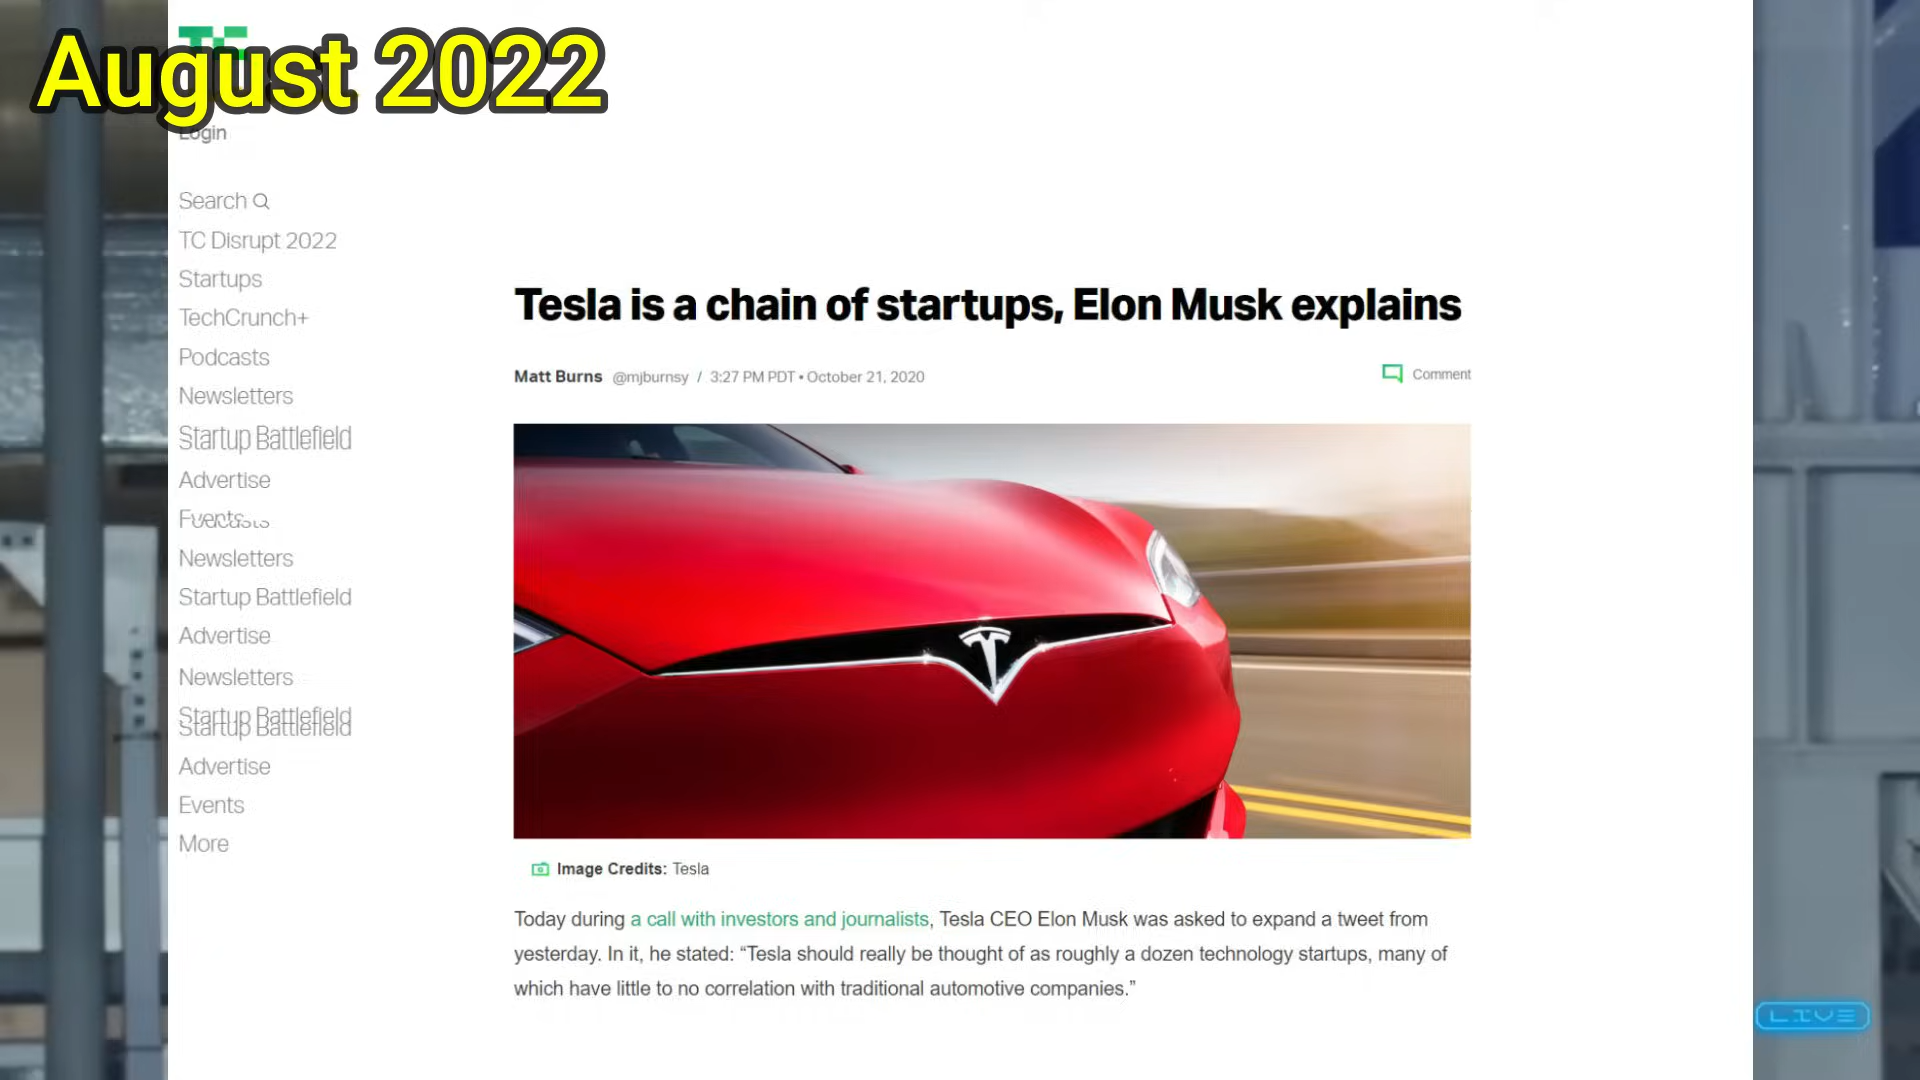 August 2022
Login
Search
TC Disrupt 2022
Startups
TechCrunch+
Podcasts
Newsletters
Startup Battlefield
Advertise
Events
Newsletters
Startup Battlefield
Advertise
Newsletters
Startup Battlefield
Startup Battlefield
Advertise
Events
More
Tesla is a chain of startups, Elon Musk explains
Matt Burns @mjburnsy / 3:27 PM PDT • October 21, 2020
Comment
Image Credits: Tesla
Today during a call with investors and journalists, Tesla CEO Elon Musk was asked to expand a tweet from
yesterday. In it, he stated: “Tesla should really be thought of as roughly a dozen technology startups, many of
which have little to no correlation with traditional automotive companies.”
LIVE